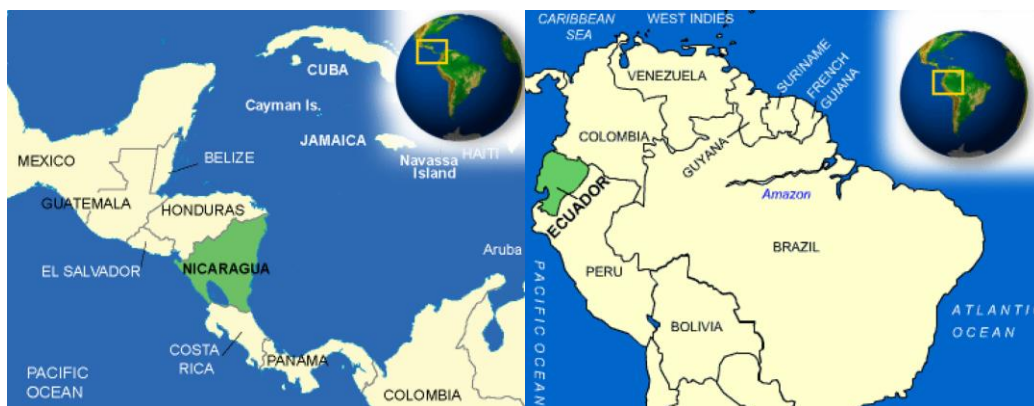 CUBA
Cayman Is.
JAMAICA
HAITI
Navassa
Island
MEXICO
BELIZE
GUATEMALA
HONDURAS
EL SALVADOR
NICARAGUA
Aruba
COSTA
RICA
PANAMA
PACIFIC
OCEAN
COLOMBIA
CARIBBEAN
SEA
WEST INDIES
VENEZUELA
SURINAME
FRENCH
GUIANA
COLOMBIA
GUYANA
ECUADOR
Amazon
BRAZIL
PERU
BOLIVIA
PACIFIC OCEAN
ATLANTIC
OCEAN